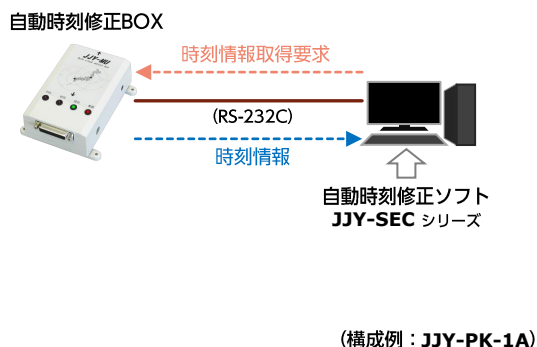 自動時刻修正BOX
JJY-MU
時刻情報取得要求
(RS-232C)
時刻情報
自動時刻修正ソフト
JJY-SEC シリーズ
(構成例：JJY-PK-1A)